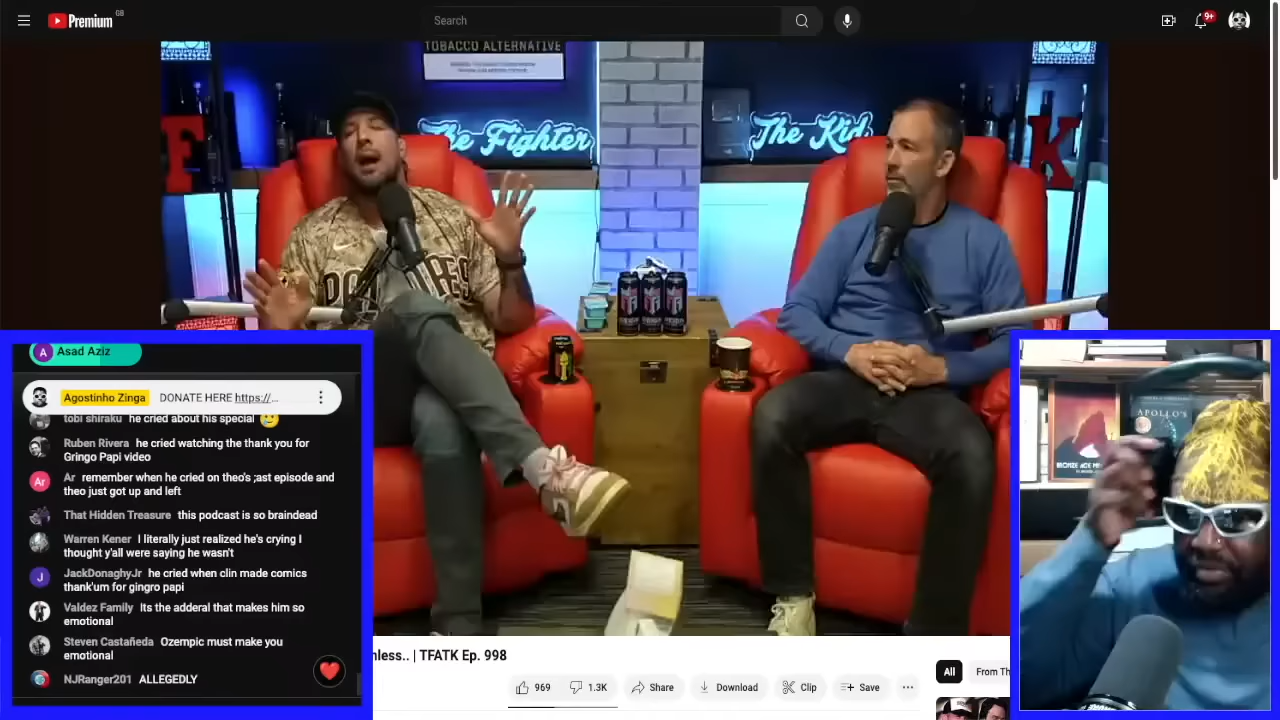 Premium GB
Search
9+
TOBACCO ALTERNATIVE
The Fighter
The Kid
F
K
Asad Aziz
Agostinho Zinga DONATE HERE https://...
tobi shiraku he cried about his special
Ruben Rivera he cried watching the thank you for
Gringo Papi video
Ar remember when he cried on theo's ;ast episode and
theo just got up and left
That Hidden Treasure this podcast is so braindead
Warren Kener I literally just realized he's crying I
thought y'all were saying he wasn't
JackDonaghyJr he cried when clin made comics
thank'um for gingro papi
Valdez Family Its the adderal that makes him so
emotional
Steven Castañeda Ozempic must make you
emotional
NJRanger201 ALLEGEDLY
APOLLO'S
BRONZE AGE
nless.. | TFATK Ep. 998
969
1.3K
Share
Download
Clip
Save
All
From Th